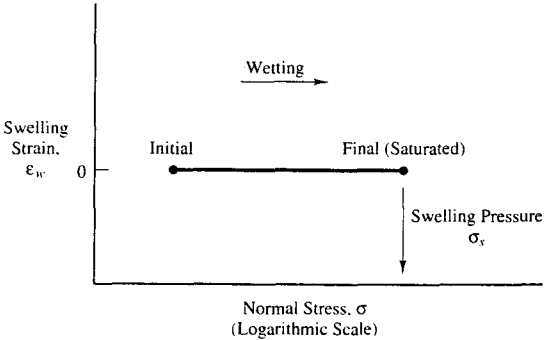 Wetting
Swelling
Strain,
ε_w
0
Initial
Final (Saturated)
Swelling Pressure
σ_s
Normal Stress, σ
(Logarithmic Scale)